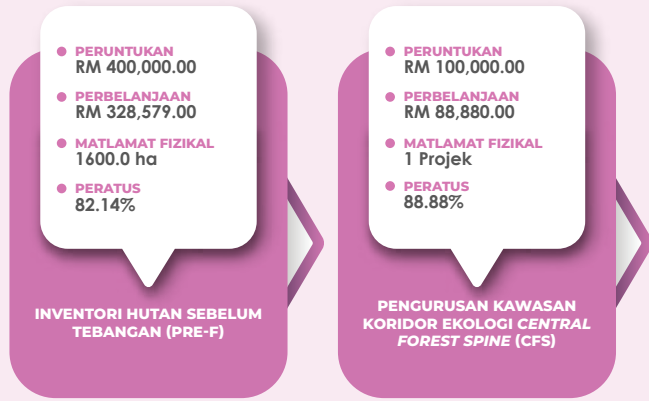 PERUNTUKAN
RM 400,000.00
PERBELANJAAN
RM 328,579.00
MATLAMAT FIZIKAL
1600.0 ha
PERATUS
82.14%
INVENTORI HUTAN SEBELUM
TEBANGAN (PRE-F)
PERUNTUKAN
RM 100,000.00
PERBELANJAAN
RM 88,880.00
MATLAMAT FIZIKAL
1 Projek
PERATUS
88.88%
PENGURUSAN KAWASAN
KORIDOR EKOLOGI CENTRAL
FOREST SPINE (CFS)